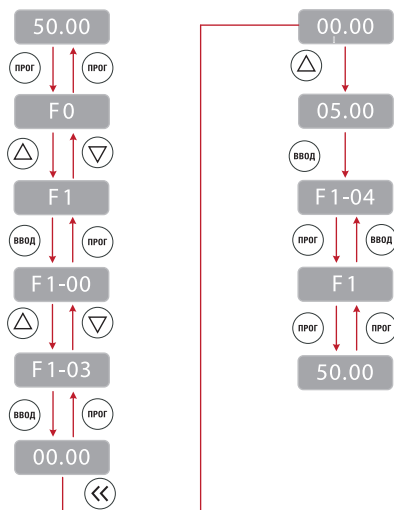 50.00
ПРОГ ПРОГ
F0
F1
ВВОД ПРОГ
F1-00
F1-03
ВВОД ПРОГ
00.00
00.00
05.00
ВВОД
F1-04
ПРОГ ВВОД
F1
ПРОГ ПРОГ
50.00